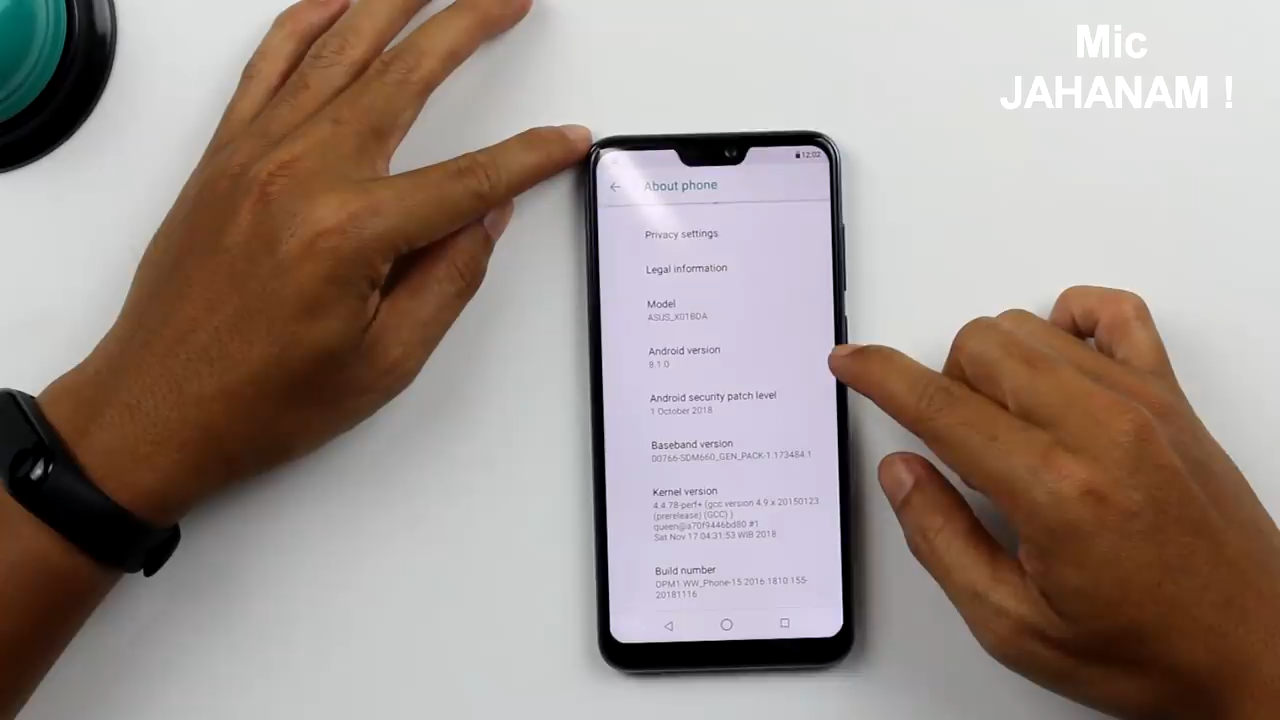 Mic
JAHANAM !
12:02
About phone
Privacy settings
Legal information
Model
ASUS_X01BDA
Android version
8.1.0
Android security patch level
1 October 2018
Baseband version
00766-SDM660_GEN_PACK-1.173484.1
Kernel version
4.4.78-perf+ (gcc version 4.9.x 20150123
(prerelease) (GCC) )
queen@a70f9446bd80 #1
Sat Nov 17 04:31:53 WIB 2018
Build number
OPM1.WW_Phone-15.2016.1810.155-
20181116